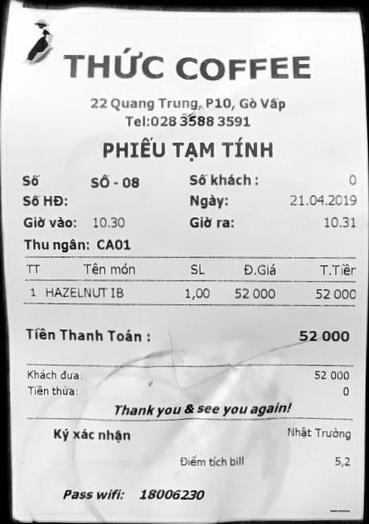 THỨC COFFEE
22 Quang Trung, P10, Gò Vấp
Tel:028 3588 3591
PHIẾU TẠM TÍNH
Số SỐ - 08 Số khách : 0
Số HĐ: Ngày: 21.04.2019
Giờ vào: 10.30 Giờ ra: 10.31
Thu ngân: CA01
TT Tên món SL Đ.Giá T.Tiền
1 HAZELNUT IB 1,00 52 000 52 000
Tiền Thanh Toán : 52 000
Khách đưa: 52 000
Tiền thừa: 0
Thank you & see you again!
Ký xác nhận Nhật Trường
Điểm tích bill 5,2
Pass wifi: 18006230